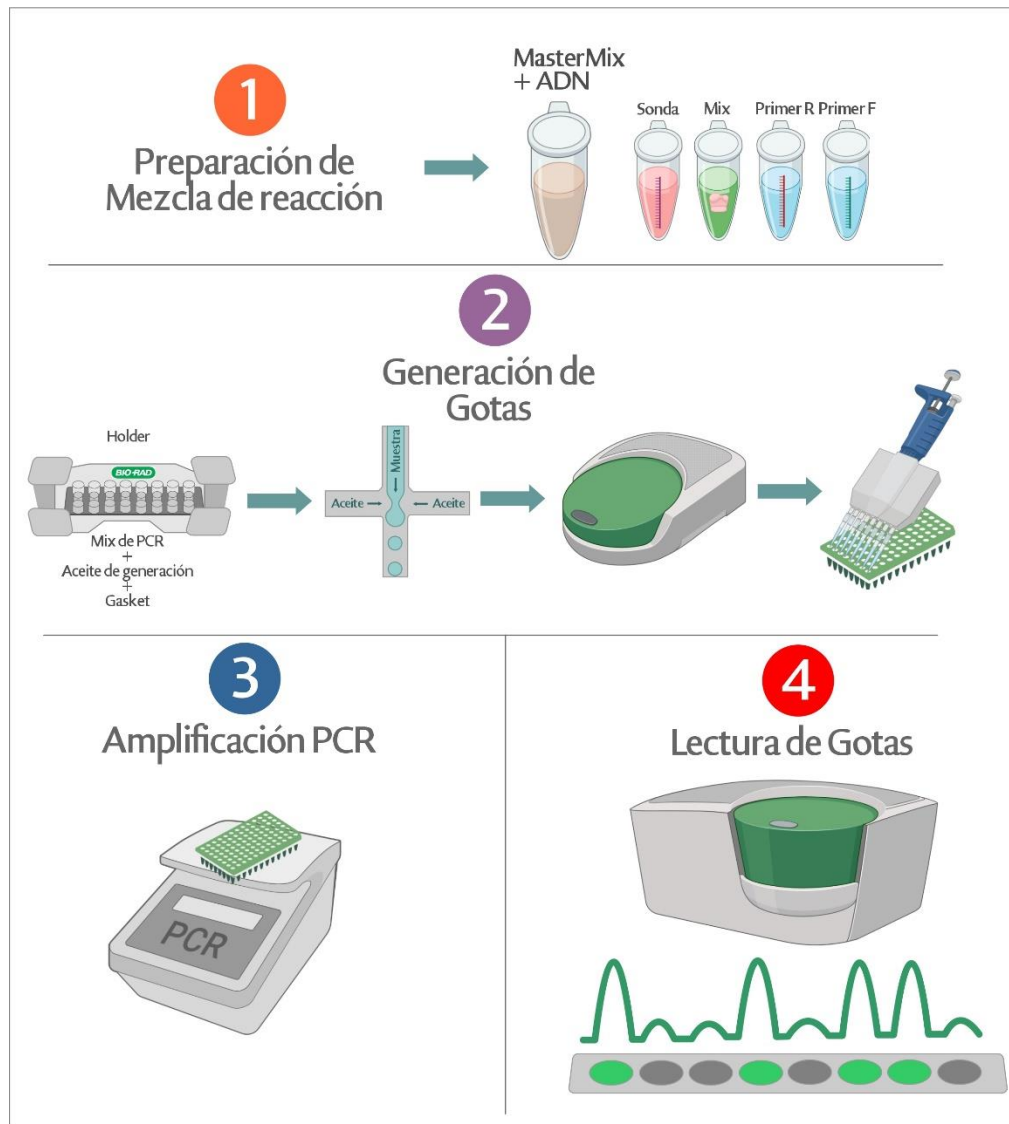 1
Preparación de
Mezcla de reacción
MasterMix
+ ADN
Sonda
Mix
Primer R
Primer F
2
Generación de
Gotas
Holder
BIO-RAD
Mix de PCR
+
Aceite de generación
+
Gasket
Muestra
Aceite
Aceite
3
Amplificación PCR
PCR
4
Lectura de Gotas